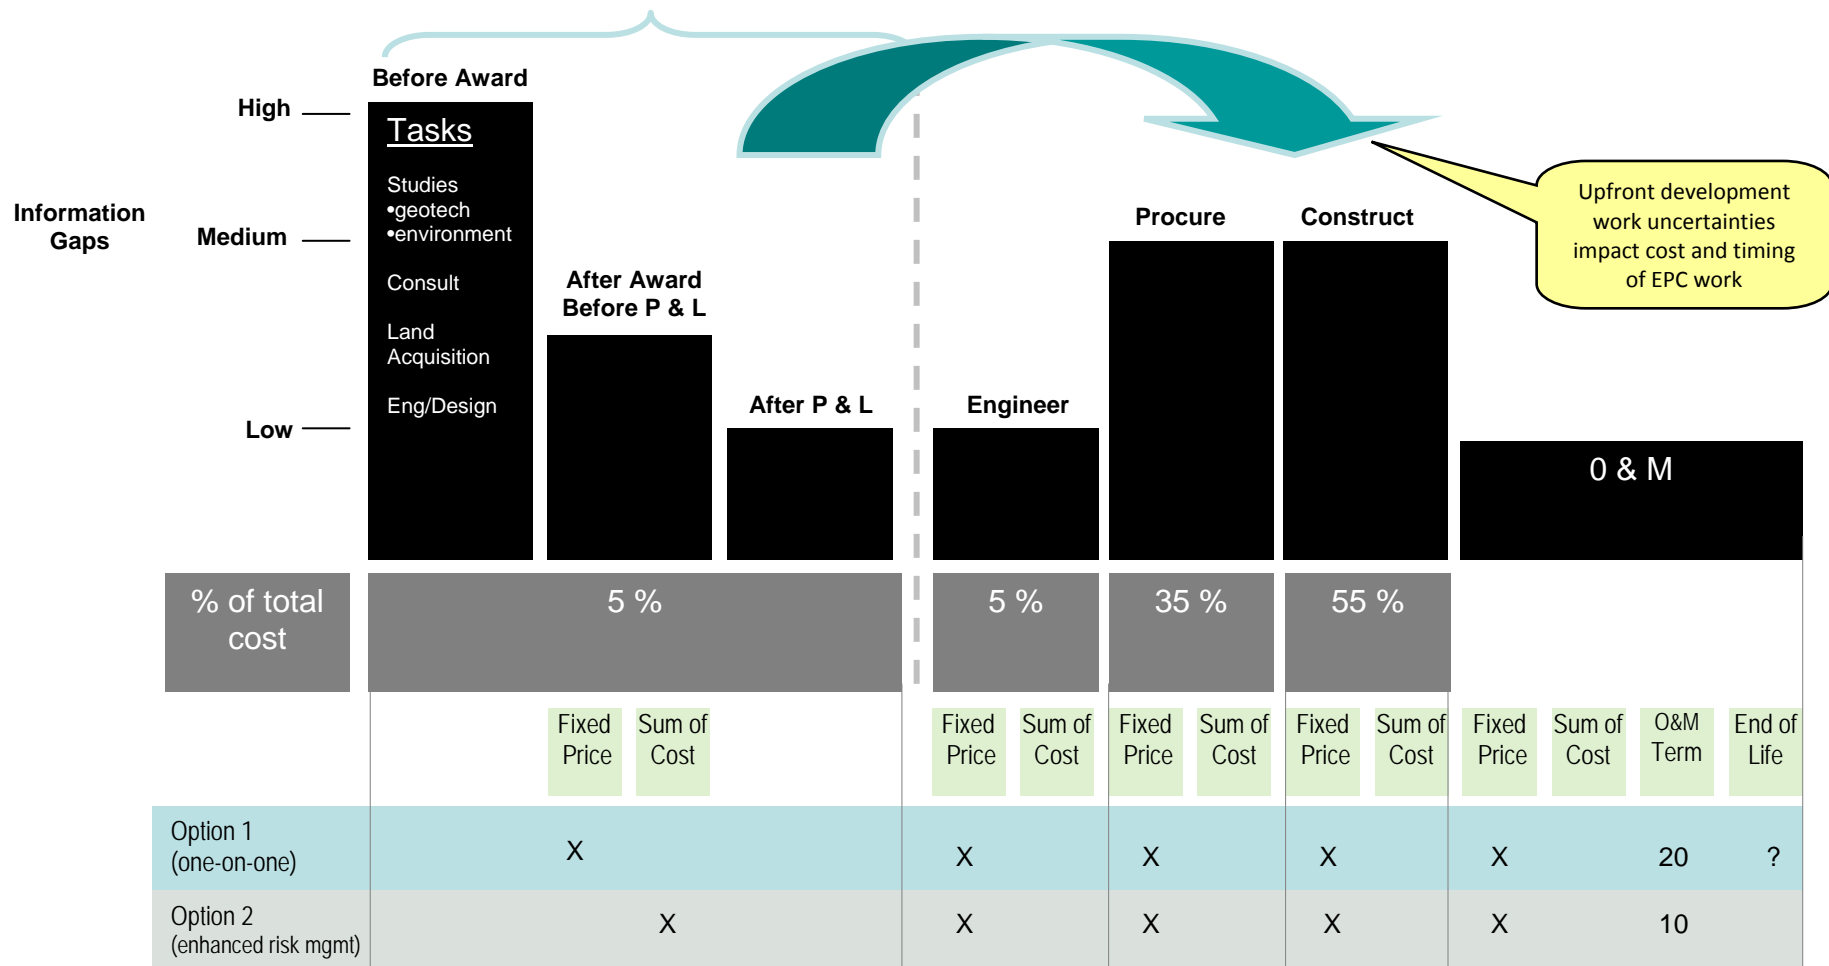 Before Award
High
Tasks
Studies
•geotech
•environment
Consult
Land
Acquisition
Eng/Design
Information
Gaps
Medium
Low
After Award
Before P & L
After P & L
Engineer
Procure
Construct
Upfront development
work uncertainties
impact cost and timing
of EPC work
0 & M
% of total
cost
5 %
5 %
35 %
55 %
Fixed
Price
Sum of
Cost
Fixed
Price
Sum of
Cost
Fixed
Price
Sum of
Cost
Fixed
Price
Sum of
Cost
Fixed
Price
Sum of
Cost
O&M
Term
End of
Life
Option 1
(one-on-one)
X
X
X
X
X
20
?
Option 2
(enhanced risk mgmt)
X
X
X
X
X
10